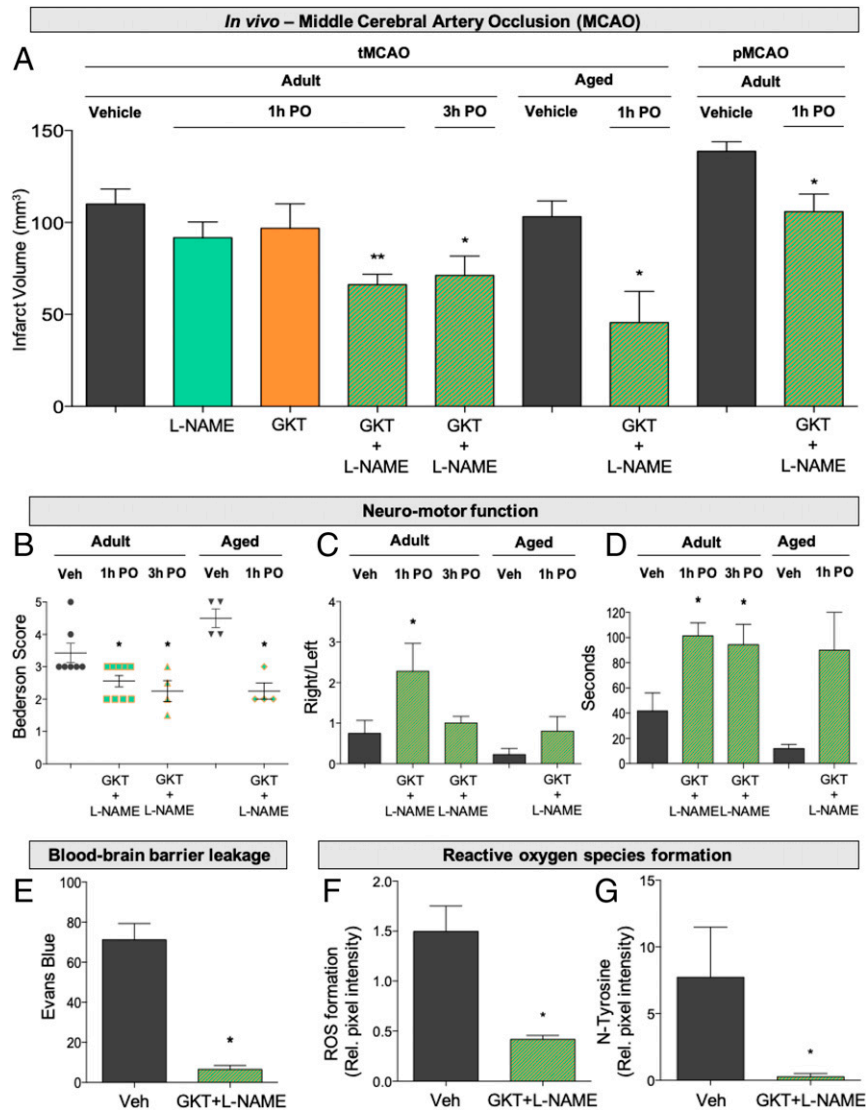 In vivo – Middle Cerebral Artery Occlusion (MCAO)
A
tMCAO
pMCAO
Adult
Aged
Adult
Vehicle
1h PO
3h PO
Vehicle
1h PO
Vehicle
1h PO
Infarct Volume (mm³)
150
100
50
0
**
*
*
*
L-NAME
GKT
GKT
+
L-NAME
GKT
+
L-NAME
GKT
+
L-NAME
GKT
+
L-NAME
Neuro-motor function
B
Adult
Aged
Veh
1h PO
3h PO
Veh
1h PO
Bederson Score
5
4
3
2
1
0
*
*
*
GKT
+
L-NAME
GKT
+
L-NAME
GKT
+
L-NAME
C
Adult
Aged
Veh
1h PO
3h PO
Veh
1h PO
Right/Left
4
3
2
1
0
*
GKT
+
L-NAME
GKT
+
L-NAME
GKT
+
L-NAME
D
Adult
Aged
Veh
1h PO
3h PO
Veh
1h PO
Seconds
120
100
80
60
40
20
0
*
*
GKT
+
L-NAME
GKT
+
L-NAME
GKT
+
L-NAME
Blood-brain barrier leakage
E
Evans Blue
100
80
60
40
20
0
*
Veh
GKT+L-NAME
Reactive oxygen species formation
F
ROS formation
(Rel. pixel intensity)
2.0
1.5
1.0
0.5
0.0
*
Veh
GKT+L-NAME
G
N-Tyrosine
(Rel. pixel intensity)
15
10
5
0
*
Veh
GKT+L-NAME